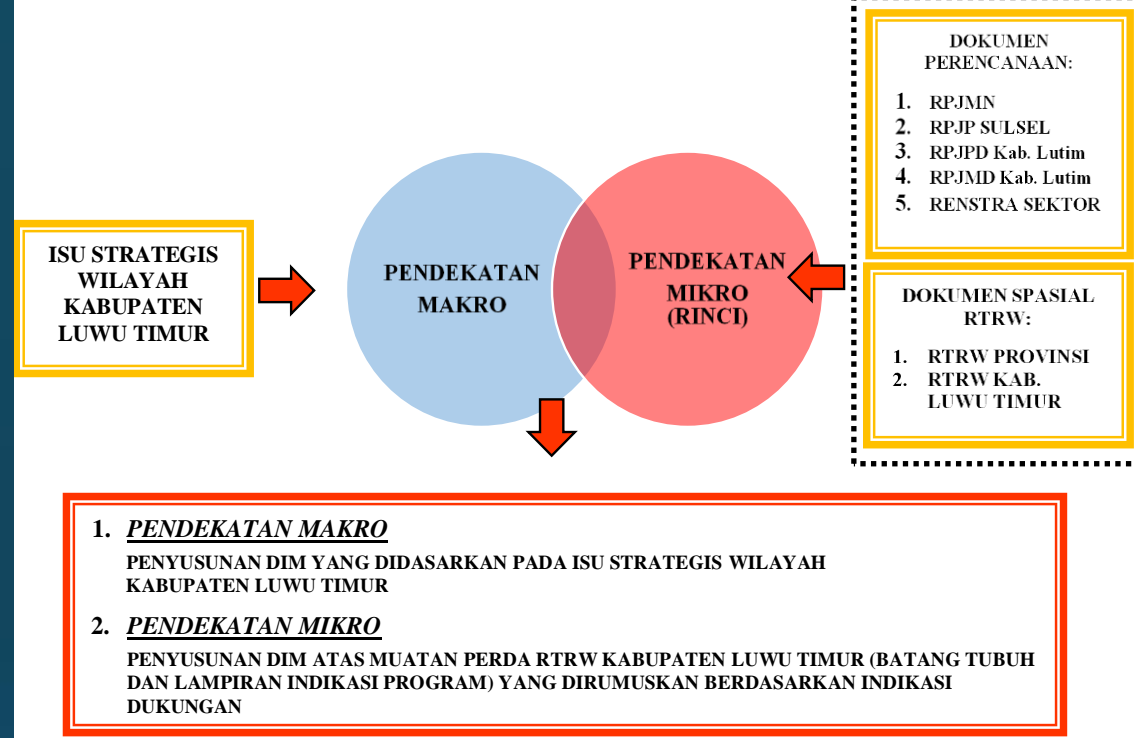 ISU STRATEGIS
WILAYAH
KABUPATEN
LUWU TIMUR
PENDEKATAN
MAKRO
PENDEKATAN
MIKRO
(RINCI)
DOKUMEN
PERENCANAAN:
1. RPJMN
2. RPJP SULSEL
3. RPJPD Kab. Lutim
4. RPJMD Kab. Lutim
5. RENSTRA SEKTOR
DOKUMEN SPASIAL
RTRW:
1. RTRW PROVINSI
2. RTRW KAB.
LUWU TIMUR
1. PENDEKATAN MAKRO
PENYUSUNAN DIM YANG DIDASARKAN PADA ISU STRATEGIS WILAYAH
KABUPATEN LUWU TIMUR
2. PENDEKATAN MIKRO
PENYUSUNAN DIM ATAS MUATAN PERDA RTRW KABUPATEN LUWU TIMUR (BATANG TUBUH
DAN LAMPIRAN INDIKASI PROGRAM) YANG DIRUMUSKAN BERDASARKAN INDIKASI
DUKUNGAN